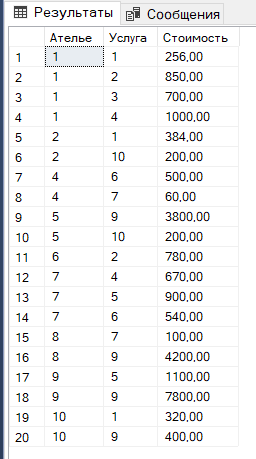 Результаты Сообщения
Ателье Услуга Стоимость
1 1 1 256,00
2 1 2 850,00
3 1 3 700,00
4 1 4 1000,00
5 2 1 384,00
6 2 10 200,00
7 4 6 500,00
8 4 7 60,00
9 5 9 3800,00
10 5 10 200,00
11 6 2 780,00
12 7 4 670,00
13 7 5 900,00
14 7 6 540,00
15 8 7 100,00
16 8 9 4200,00
17 9 5 1100,00
18 9 9 7800,00
19 10 1 320,00
20 10 9 400,00